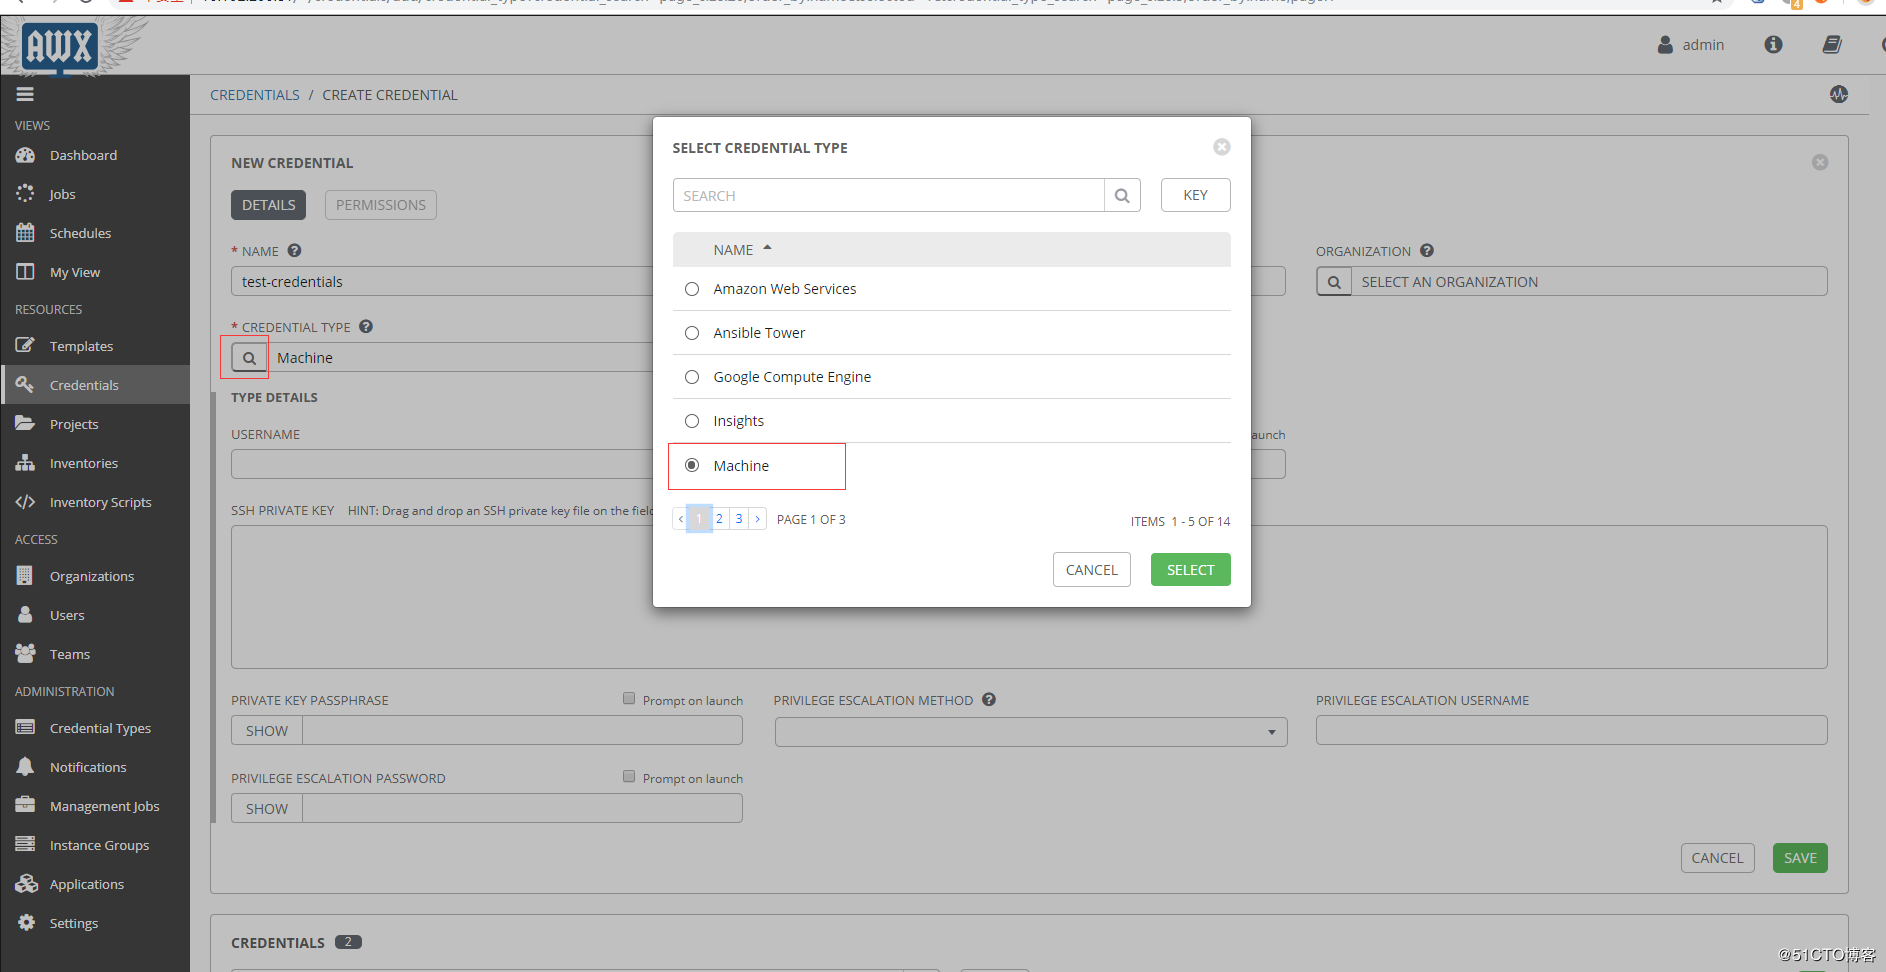 AWX
admin
CREDENTIALS / CREATE CREDENTIAL
VIEWS
Dashboard
Jobs
Schedules
My View
RESOURCES
Templates
Credentials
Projects
Inventories
Inventory Scripts
ACCESS
Organizations
Users
Teams
ADMINISTRATION
Credential Types
Notifications
Management Jobs
Instance Groups
Applications
Settings
NEW CREDENTIAL
DETAILS PERMISSIONS
* NAME
test-credentials
ORGANIZATION
SELECT AN ORGANIZATION
* CREDENTIAL TYPE
Machine
TYPE DETAILS
USERNAME
aunch
SSH PRIVATE KEY HINT: Drag and drop an SSH private key file on the field
PRIVATE KEY PASSPHRASE Prompt on launch
SHOW
PRIVILEGE ESCALATION METHOD
PRIVILEGE ESCALATION USERNAME
PRIVILEGE ESCALATION PASSWORD Prompt on launch
SHOW
CANCEL SAVE
CREDENTIALS 2
SELECT CREDENTIAL TYPE
SEARCH
KEY
NAME
Amazon Web Services
Ansible Tower
Google Compute Engine
Insights
Machine
‹ 1 2 3 › PAGE 1 OF 3
ITEMS 1 - 5 OF 14
CANCEL SELECT
@51CTO博客